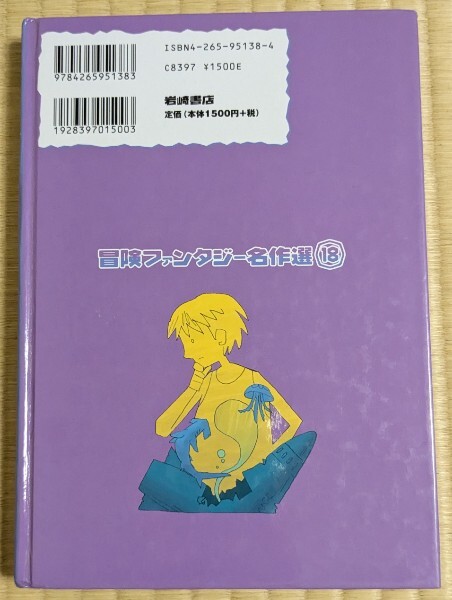 ISBN4-265-95138-4
C8397 ¥1500E
9784265951383
岩崎書店
定価(本体1500円+税)
1928397015003
冒険ファンタジー名作選18